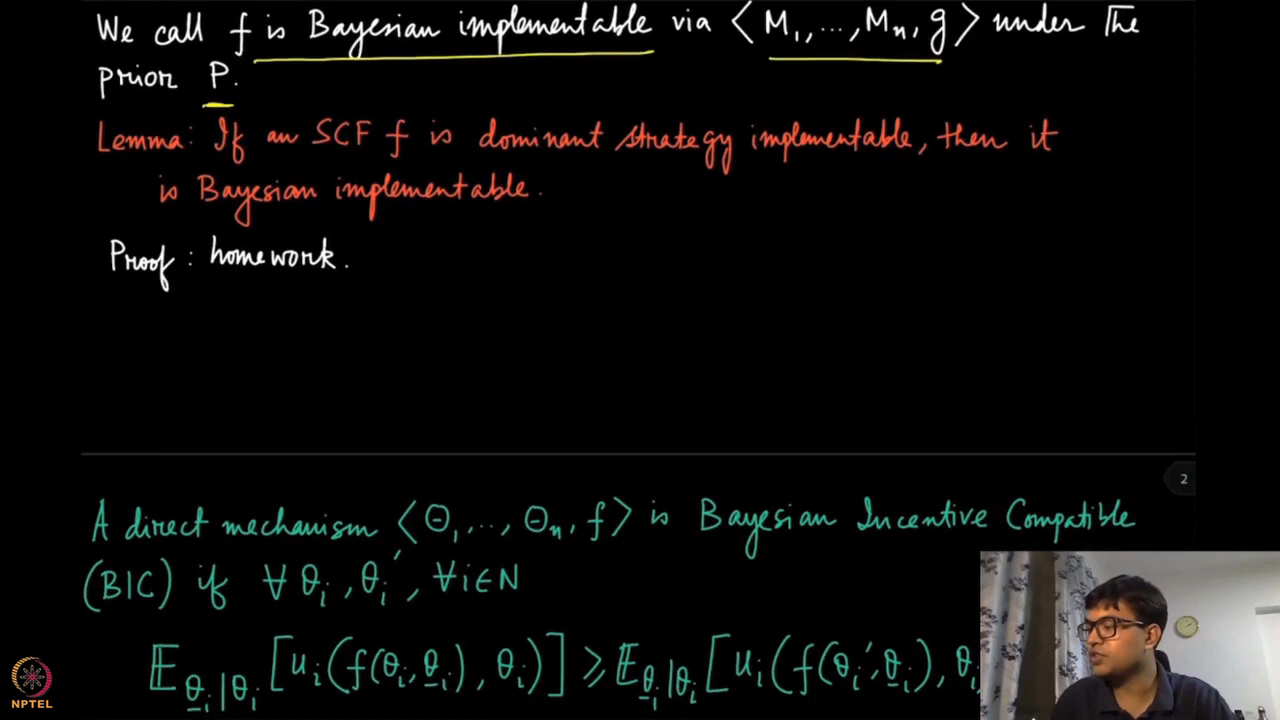 We call f is Bayesian implementable via ⟨M₁,...,Mₙ, g⟩ under the
prior P.
Lemma: If an SCF f is dominant strategy implementable, then it
is Bayesian implementable.
Proof: homework.
2
A direct mechanism ⟨Θ₁,..,Θₙ, f⟩ is Bayesian Incentive Compatible
(BIC) if ∀ θᵢ, θᵢ′, ∀i∈N
𝔼_{θ̲ᵢ|θᵢ} [uᵢ(f(θᵢ,θ̲ᵢ), θᵢ)] ⩾ 𝔼_{θ̲ᵢ|θᵢ} [uᵢ(f(θᵢ′,θ̲ᵢ), θᵢ
NPTEL